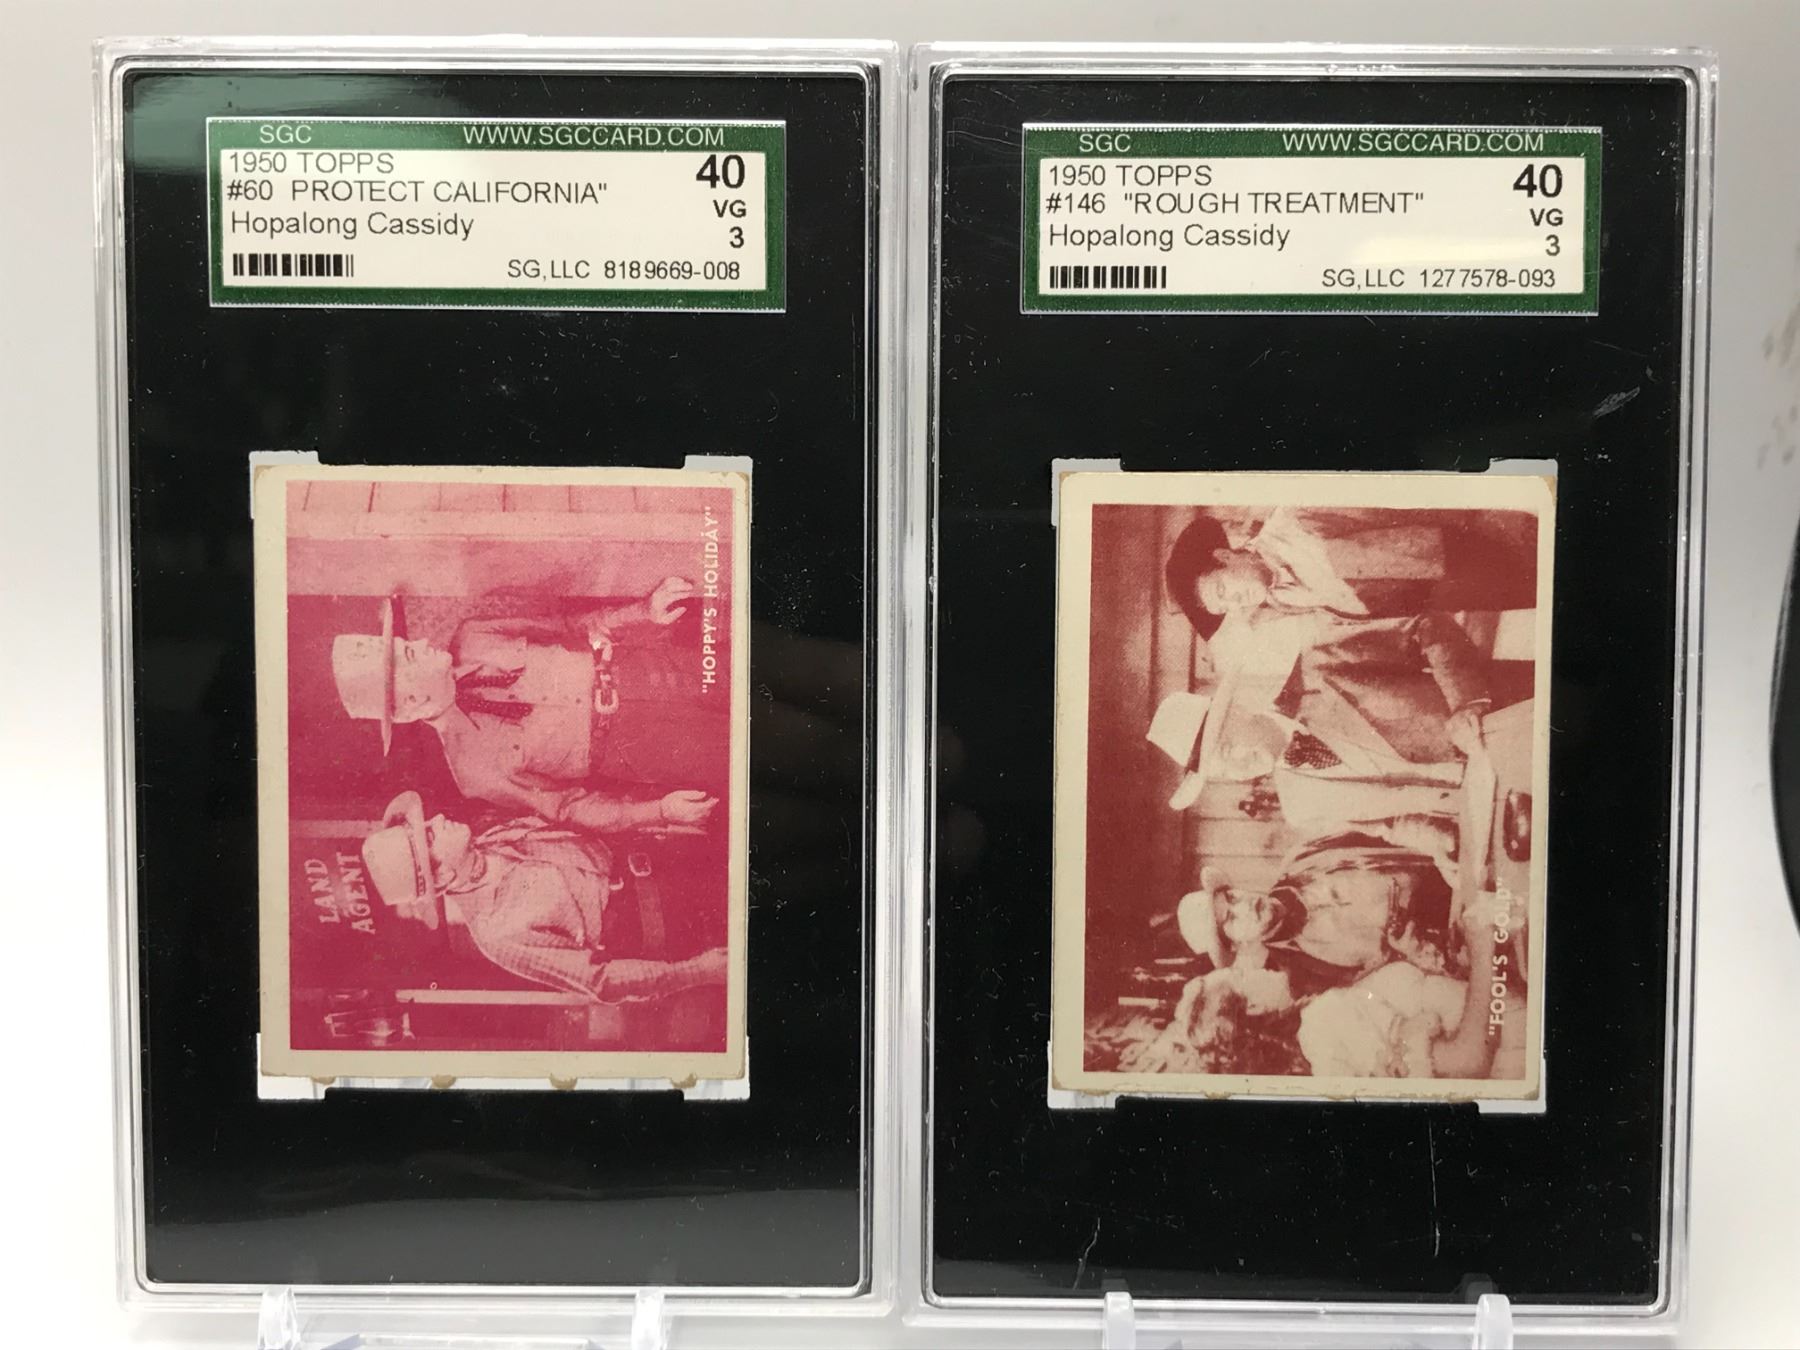 SGC WWW.SGCCARD.COM
1950 TOPPS 40
#60 PROTECT CALIFORNIA" VG
Hopalong Cassidy 3
SG,LLC 8189669-008
"HOPPY'S HOLIDAY"
LAND
AGENT
SGC WWW.SGCCARD.COM
1950 TOPPS 40
#146 "ROUGH TREATMENT" VG
Hopalong Cassidy 3
SG,LLC 1277578-093
"FOOL'S GOLD"